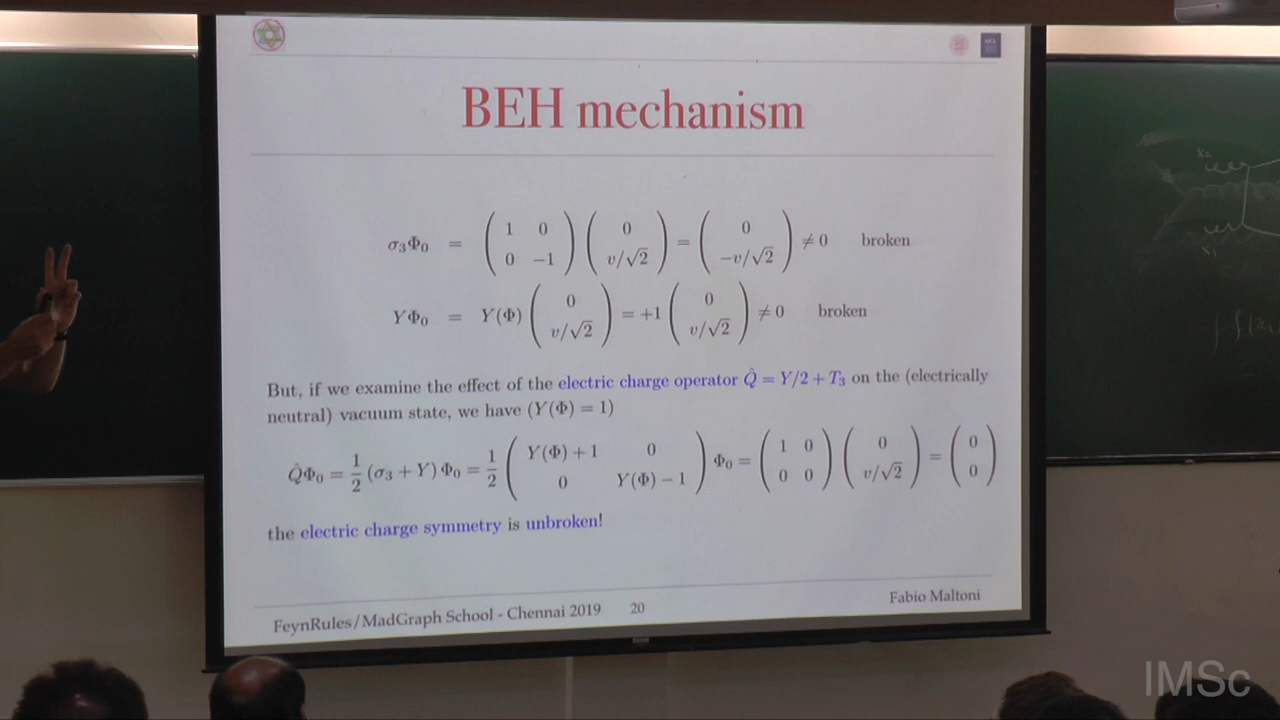 BEH mechanism
σ₃Φ₀ = ( 1 0 ; 0 −1 ) ( 0 ; v/√2 ) = ( 0 ; −v/√2 ) ≠ 0 broken
YΦ₀ = Y(Φ) ( 0 ; v/√2 ) = +1 ( 0 ; v/√2 ) ≠ 0 broken
But, if we examine the effect of the electric charge operator Q̂ = Y/2 + T₃ on the (electrically
neutral) vacuum state, we have (Y(Φ) = 1)
Q̂Φ₀ = 1/2 (σ₃ + Y) Φ₀ = 1/2 ( Y(Φ) + 1 0 ; 0 Y(Φ) − 1 ) Φ₀ = ( 1 0 ; 0 0 ) ( 0 ; v/√2 ) = ( 0 ; 0 )
the electric charge symmetry is unbroken!
FeynRules/MadGraph School - Chennai 2019 20 Fabio Maltoni
IMSc